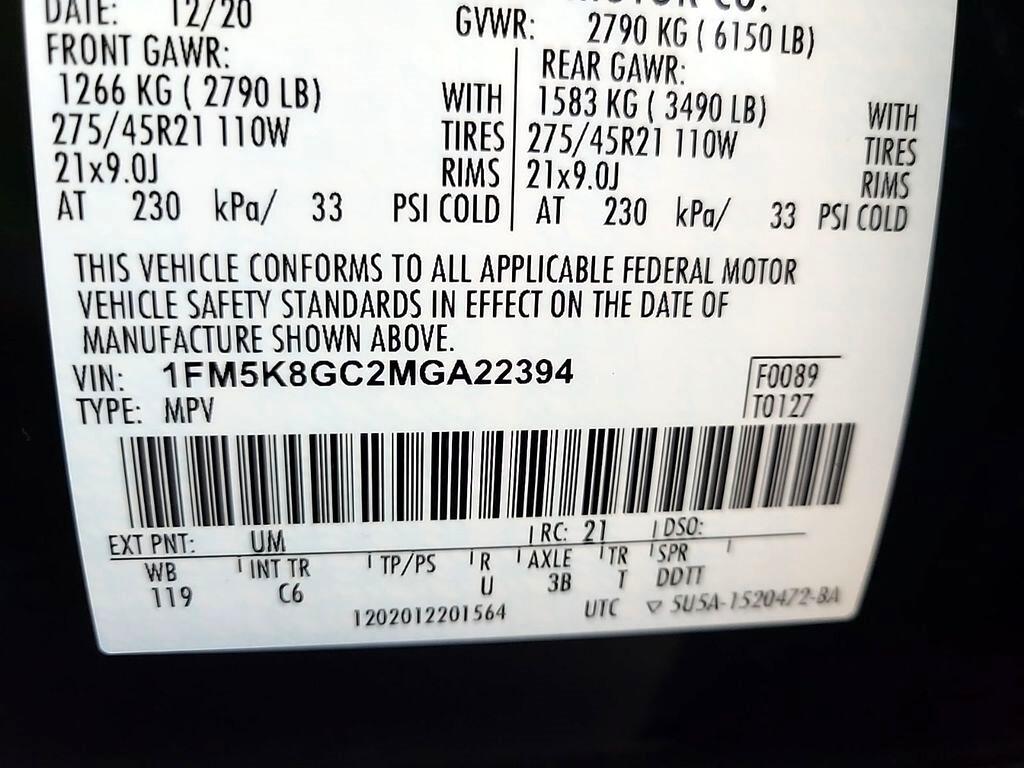 DATE: 12/20
MOTOR CO.
GVWR: 2790 KG ( 6150 LB)
FRONT GAWR:
1266 KG ( 2790 LB) WITH
275/45R21 110W TIRES
21x9.0J RIMS
AT 230 kPa/ 33 PSI COLD
REAR GAWR:
1583 KG ( 3490 LB) WITH
275/45R21 110W TIRES
21x9.0J RIMS
AT 230 kPa/ 33 PSI COLD
THIS VEHICLE CONFORMS TO ALL APPLICABLE FEDERAL MOTOR
VEHICLE SAFETY STANDARDS IN EFFECT ON THE DATE OF
MANUFACTURE SHOWN ABOVE.
VIN: 1FM5K8GC2MGA22394
TYPE: MPV
F0089
T0127
EXT PNT: UM RC: 21 DSO:
WB INT TR TP/PS R AXLE TR SPR
119 C6 U 3B T DDTT
1202012201564 UTC ▽ SU5A-1520472-BA